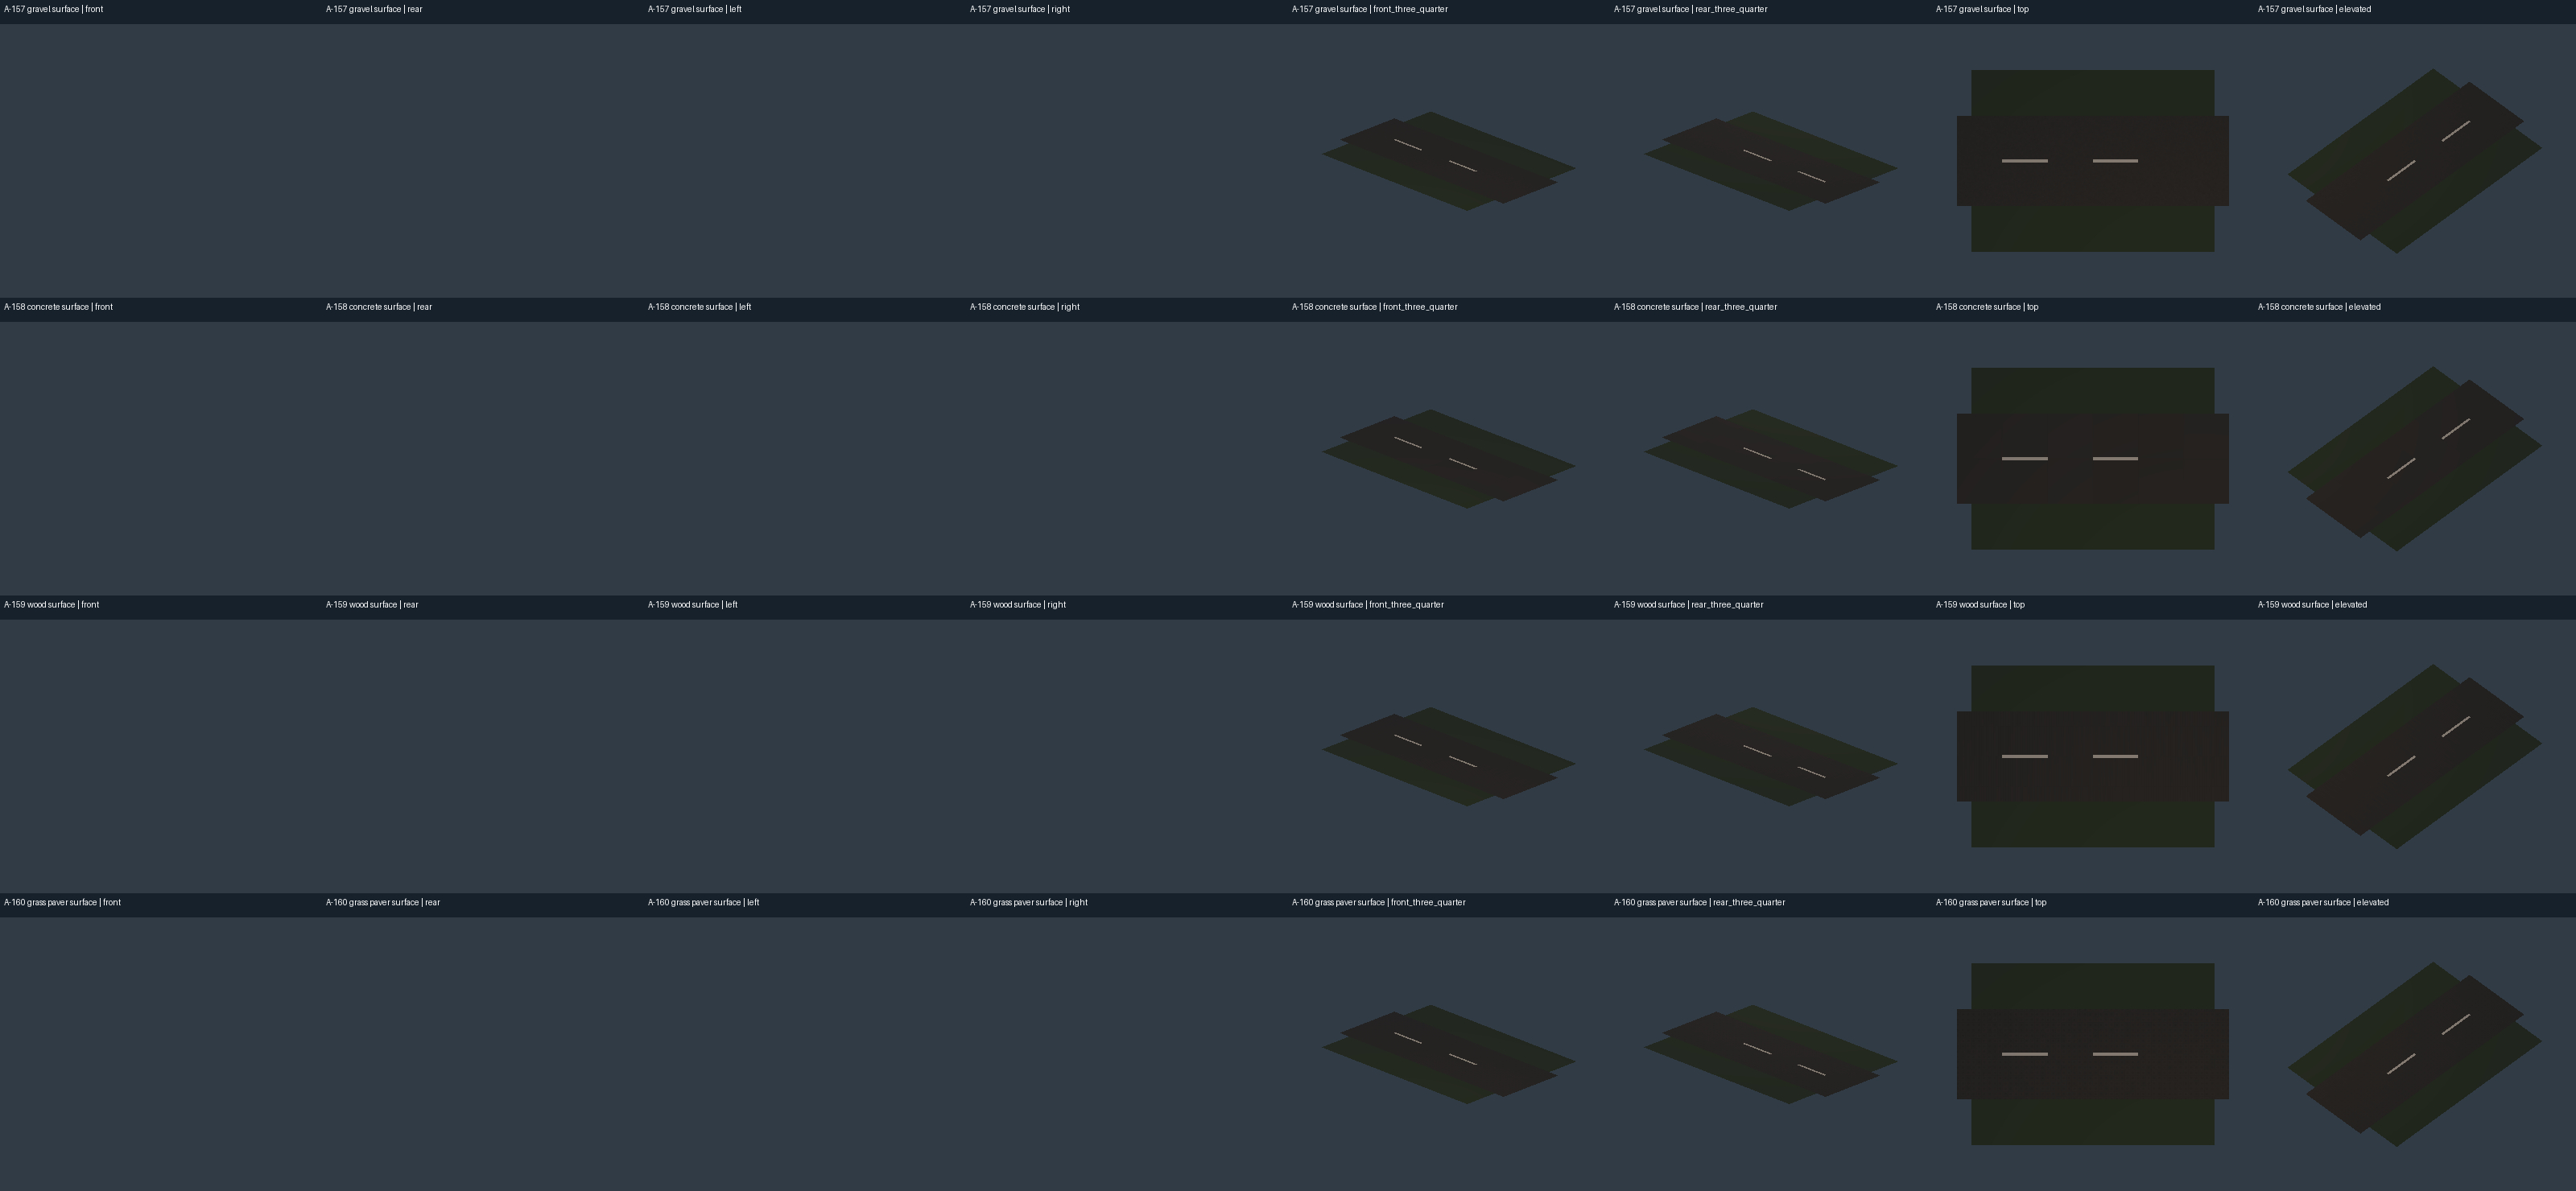 A-157 gravel surface | front
A-157 gravel surface | rear
A-157 gravel surface | left
A-157 gravel surface | right
A-157 gravel surface | front_three_quarter
A-157 gravel surface | rear_three_quarter
A-157 gravel surface | top
A-157 gravel surface | elevated
A-158 concrete surface | front
A-158 concrete surface | rear
A-158 concrete surface | left
A-158 concrete surface | right
A-158 concrete surface | front_three_quarter
A-158 concrete surface | rear_three_quarter
A-158 concrete surface | top
A-158 concrete surface | elevated
A-159 wood surface | front
A-159 wood surface | rear
A-159 wood surface | left
A-159 wood surface | right
A-159 wood surface | front_three_quarter
A-159 wood surface | rear_three_quarter
A-159 wood surface | top
A-159 wood surface | elevated
A-160 grass paver surface | front
A-160 grass paver surface | rear
A-160 grass paver surface | left
A-160 grass paver surface | right
A-160 grass paver surface | front_three_quarter
A-160 grass paver surface | rear_three_quarter
A-160 grass paver surface | top
A-160 grass paver surface | elevated